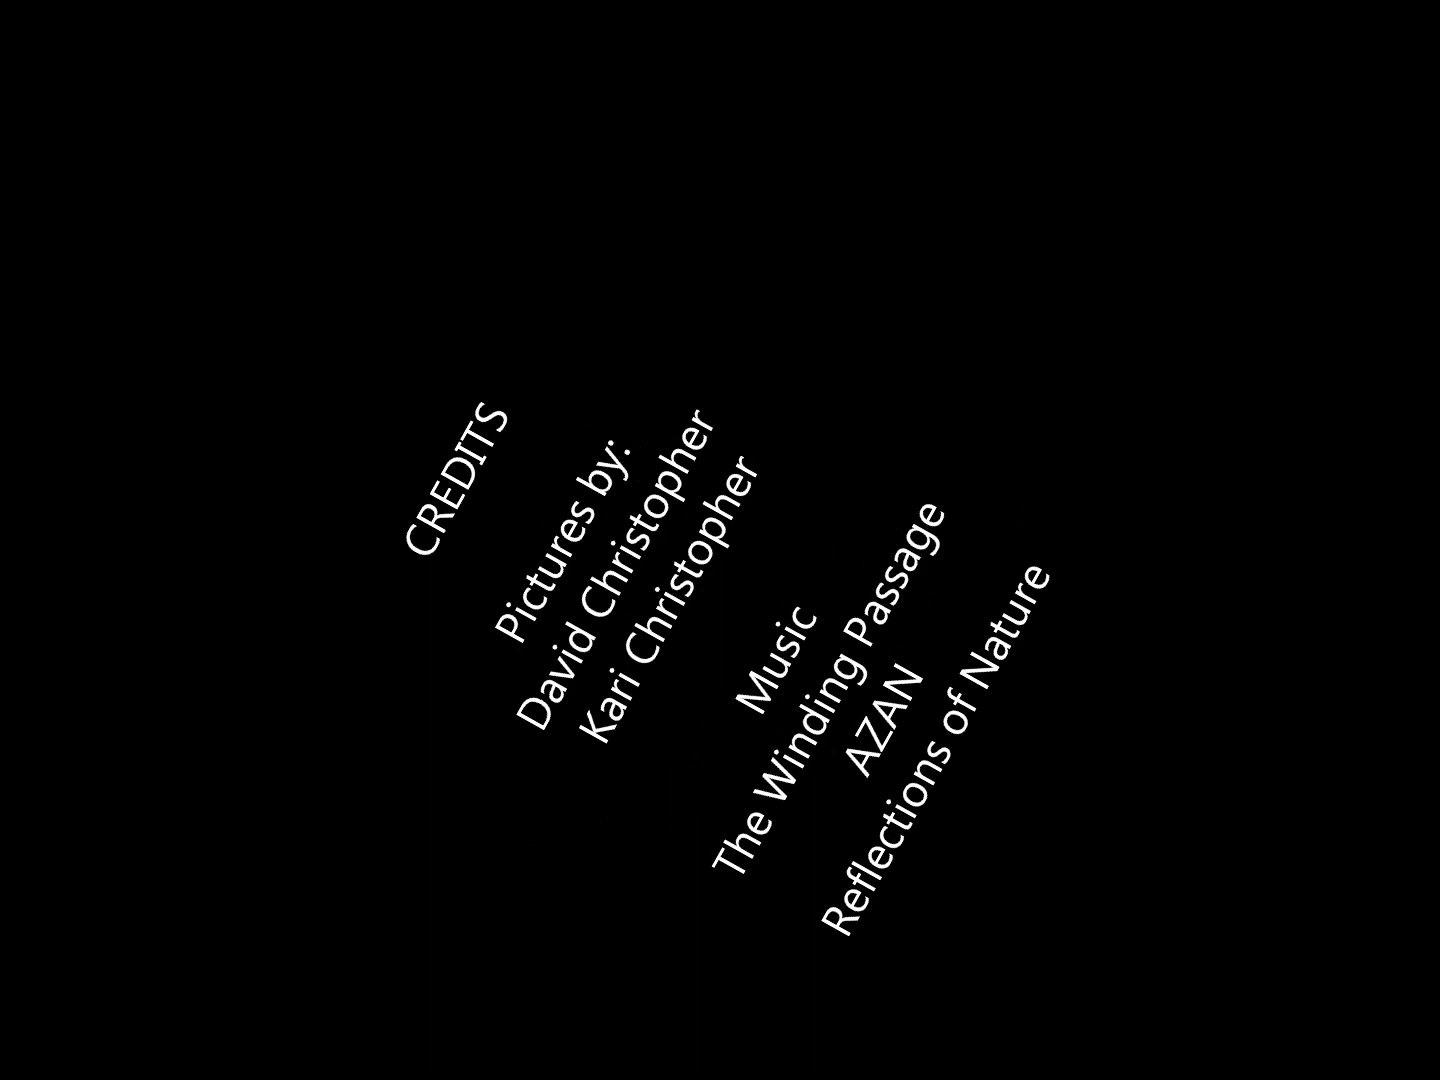 CREDITS
Pictures by:
David Christopher
Kari Christopher
Music
The Winding Passage
AZAN
Reflections of Nature